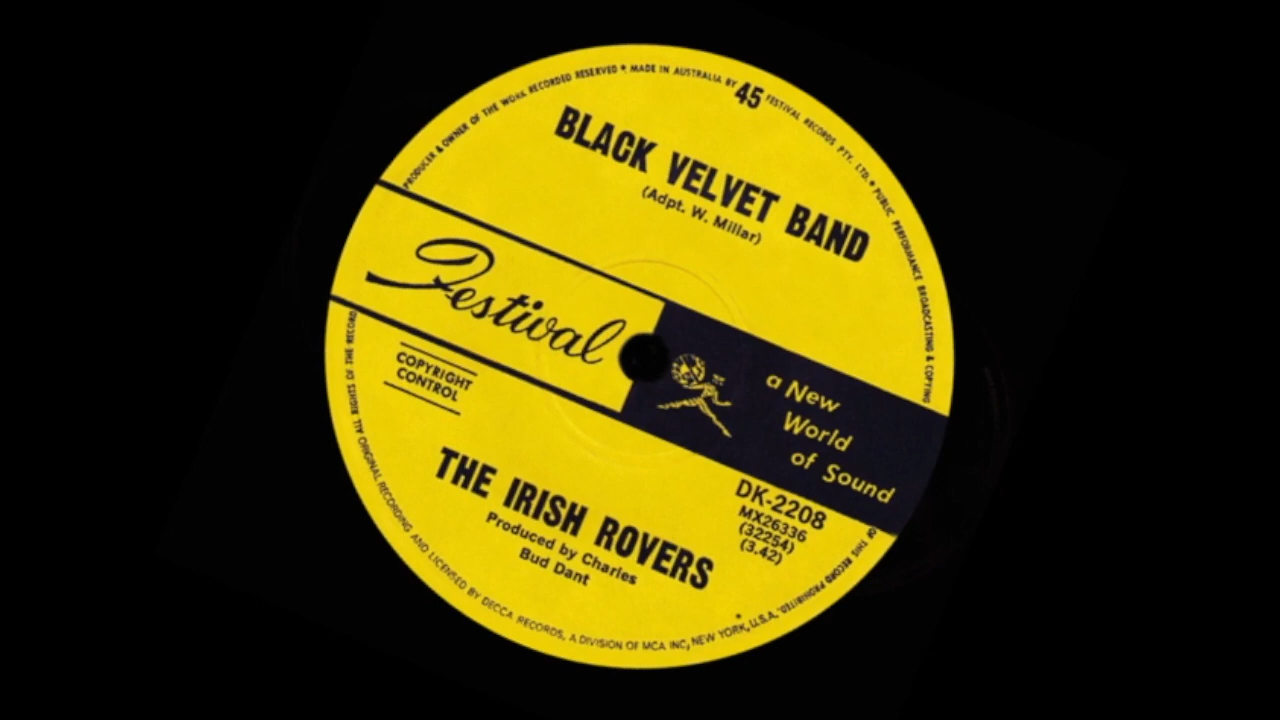 PRODUCER & OWNER OF THE WORK RECORDED RESERVED * MADE IN AUSTRALIA BY 45 FESTIVAL RECORDS PTY. LTD. * PUBLIC PERFORMANCE BROADCASTING & COPYING
BLACK VELVET BAND
(Adpt. W. Millar)
Festival
a New
World
of Sound
COPYRIGHT
CONTROL
THE IRISH ROVERS
Produced by Charles
Bud Dant
DK-2208
MX26336
(32254)
(3.42)
OF THIS RECORD PROHIBITED.
ORIGINAL RECORDING AND LICENSED BY DECCA RECORDS, A DIVISION OF MCA INC, NEW YORK, U.S.A.
ALL RIGHTS OF THE RECORD